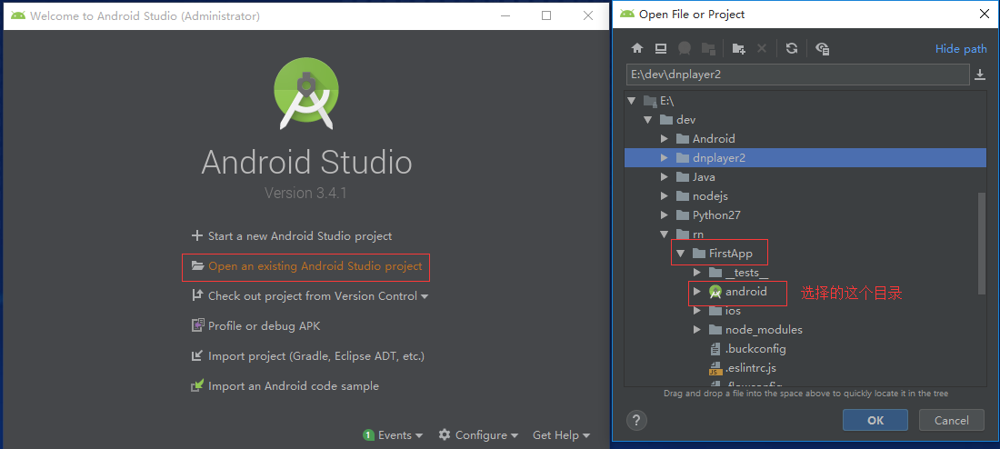 Welcome to Android Studio (Administrator)
Android Studio
Version 3.4.1
Start a new Android Studio project
Open an existing Android Studio project
Check out project from Version Control
Profile or debug APK
Import project (Gradle, Eclipse ADT, etc.)
Import an Android code sample
1 Events
Configure
Get Help
Open File or Project
Hide path
E:\dev\dnplayer2
E:\
dev
Android
dnplayer2
Java
nodejs
Python27
rn
FirstApp
__tests__
android 选择的这个目录
ios
node_modules
.buckconfig
.eslintrc.js
.flowconfig
Drag and drop a file into the space above to quickly locate it in the tree
?
OK
Cancel